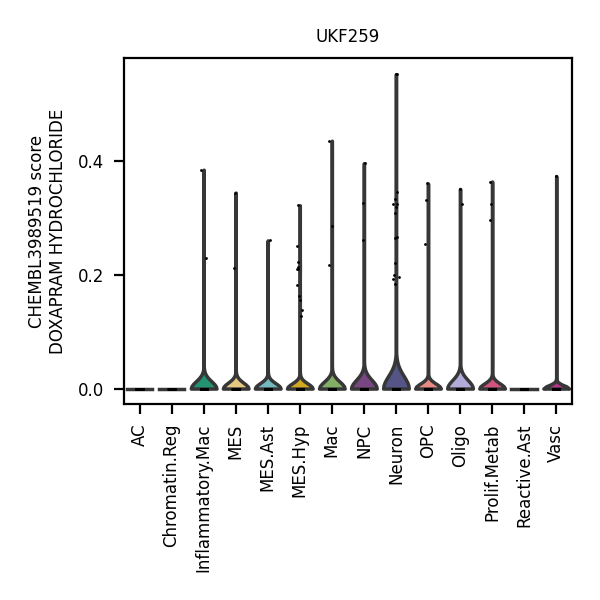 UKF259
CHEMBL3989519 score
DOXAPRAM HYDROCHLORIDE
0.4
0.2
0.0
AC
Chromatin.Reg
Inflammatory.Mac
MES
MES.Ast
MES.Hyp
Mac
NPC
Neuron
OPC
Oligo
Prolif.Metab
Reactive.Ast
Vasc